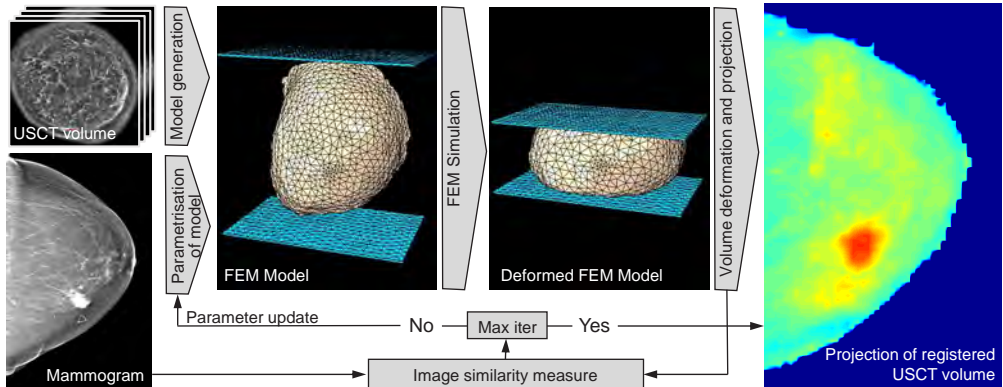 USCT volume
Model generation
Mammogram
Parametrisation
of model
FEM Model
FEM Simulation
Deformed FEM Model
Volume deformation and projection
Projection of registered
USCT volume
Parameter update
No
Max iter
Yes
Image similarity measure